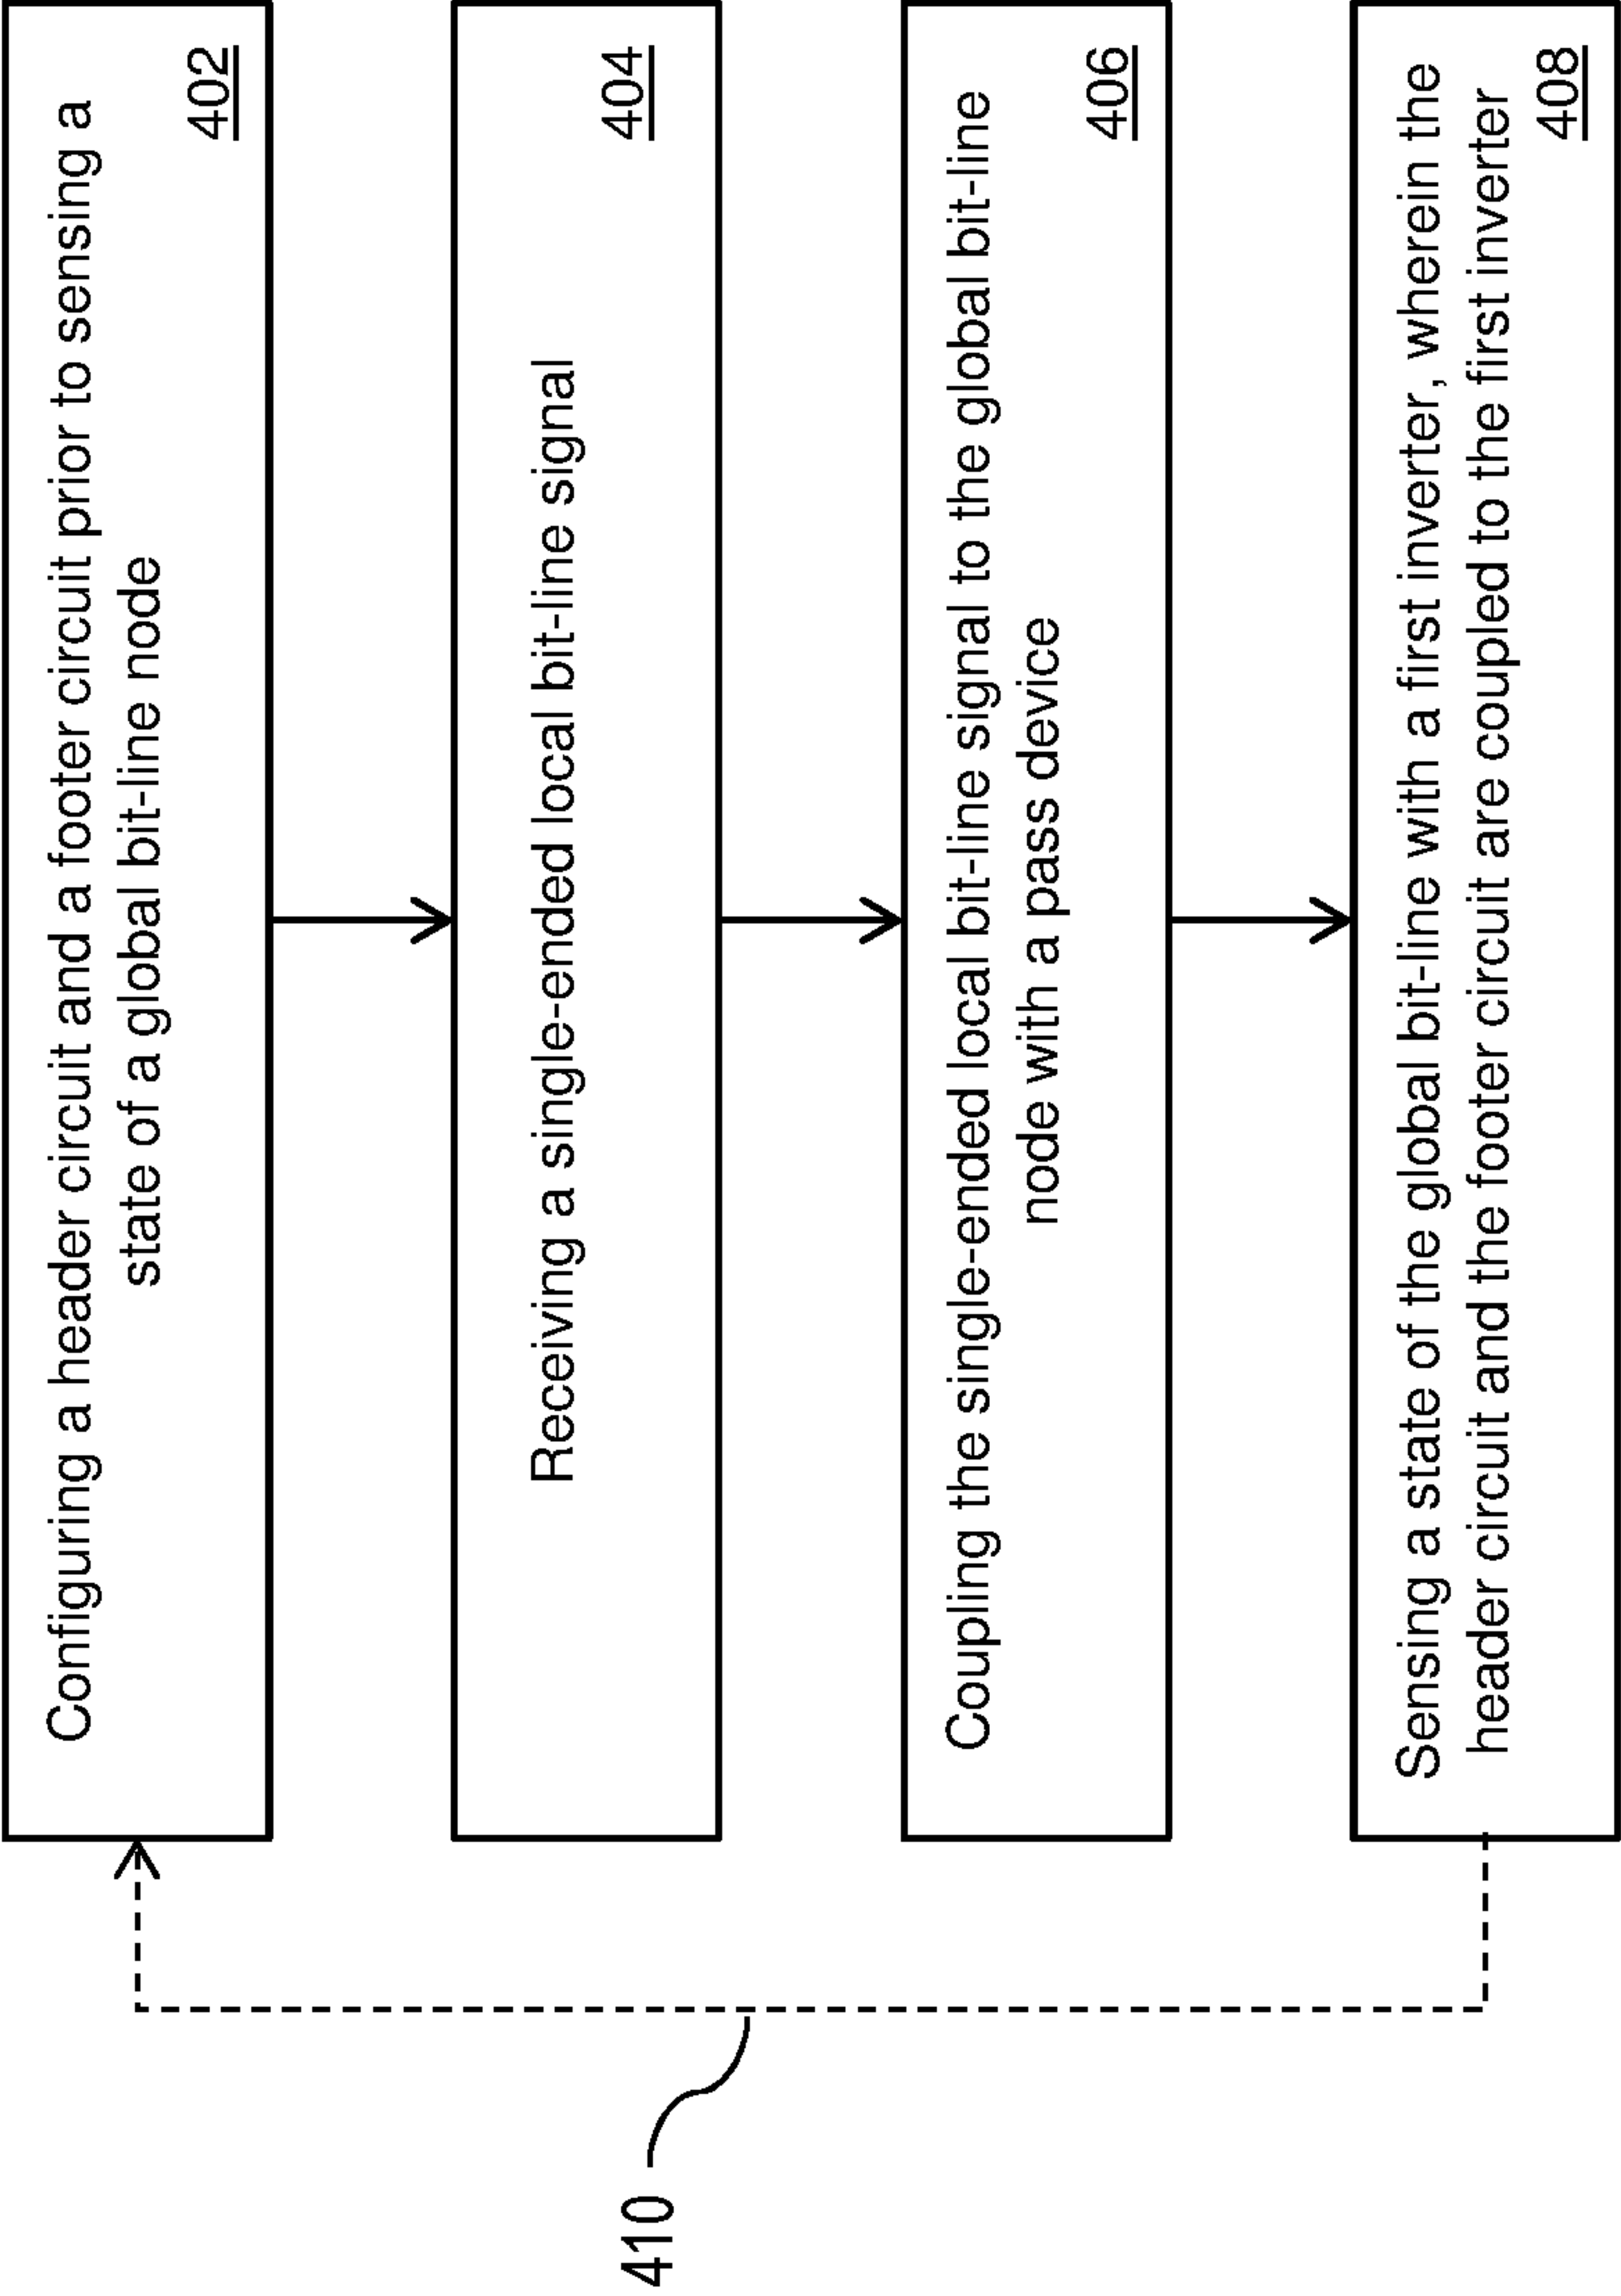 Configuring a header circuit and a footer circuit prior to sensing a
state of a global bit-line node
402
Receiving a single-ended local bit-line signal
404
Coupling the single-ended local bit-line signal to the global bit-line
node with a pass device
406
Sensing a state of the global bit-line with a first inverter, wherein the
header circuit and the footer circuit are coupled to the first inverter
408
410